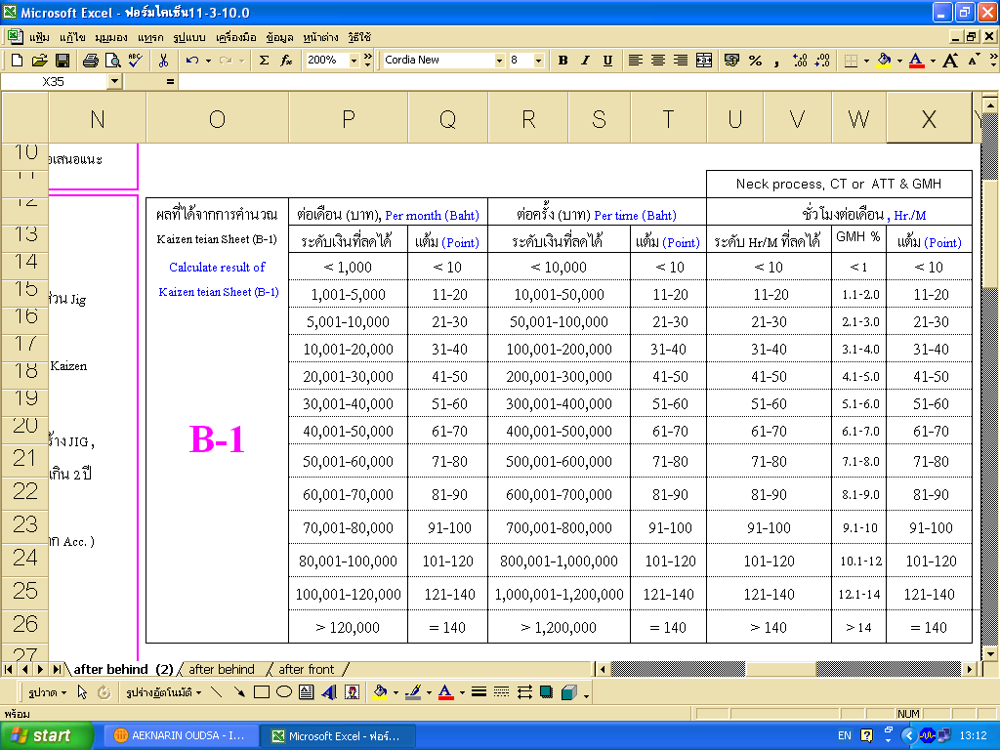 Microsoft Excel - ฟอร์มไคเซ็น11-3-10.0
แฟ้ม แก้ไข มุมมอง แทรก รูปแบบ เครื่องมือ ข้อมูล หน้าต่าง วิธีใช้
200% Cordia New 8 B I U
X35 =
N O P Q R S T U V W X Y
10 อเสนอแนะ
11 Neck process, CT or ATT & GMH
12 ผลที่ได้จากการคำนวณ ต่อเดือน (บาท), Per month (Baht) ต่อครั้ง (บาท) Per time (Baht) ชั่วโมงต่อเดือน , Hr./M
13 Kaizen teian Sheet (B-1) ระดับเงินที่ลดได้ แต้ม (Point) ระดับเงินที่ลดได้ แต้ม (Point) ระดับ Hr/M ที่ลดได้ GMH % แต้ม (Point)
14 Calculate result of < 1,000 < 10 < 10,000 < 10 < 10 < 1 < 10
15 ่วน Jig Kaizen teian Sheet (B-1) 1,001-5,000 11-20 10,001-50,000 11-20 11-20 1.1-2.0 11-20
16 5,001-10,000 21-30 50,001-100,000 21-30 21-30 2.1-3.0 21-30
17 10,001-20,000 31-40 100,001-200,000 31-40 31-40 3.1-4.0 31-40
18 Kaizen 20,001-30,000 41-50 200,001-300,000 41-50 41-50 4.1-5.0 41-50
19 30,001-40,000 51-60 300,001-400,000 51-60 51-60 5.1-6.0 51-60
20 ร้าง JIG , B-1 40,001-50,000 61-70 400,001-500,000 61-70 61-70 6.1-7.0 61-70
21 เกิน 2 ปี 50,001-60,000 71-80 500,001-600,000 71-80 71-80 7.1-8.0 71-80
22 60,001-70,000 81-90 600,001-700,000 81-90 81-90 8.1-9.0 81-90
23 ก Acc. ) 70,001-80,000 91-100 700,001-800,000 91-100 91-100 9.1-10 91-100
24 80,001-100,000 101-120 800,001-1,000,000 101-120 101-120 10.1-12 101-120
25 100,001-120,000 121-140 1,000,001-1,200,000 121-140 121-140 12.1-14 121-140
26 > 120,000 = 140 > 1,200,000 = 140 > 140 > 14 = 140
27
after behind (2) after behind after front
รูปวาด รูปร่างอัตโนมัติ
พร้อม NUM
start AEKNARIN OUDSA - I... Microsoft Excel - ฟอร์... EN 13:12